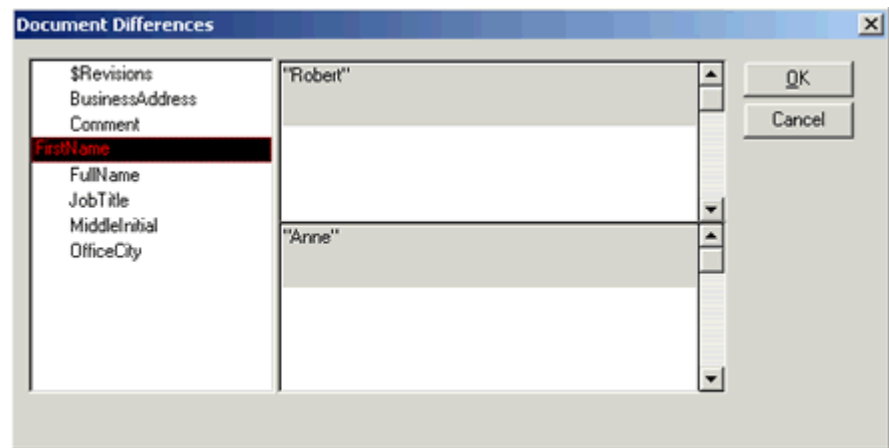 Document Differences
$Revisions
BusinessAddress
Comment
FirstName
FullName
JobTitle
MiddleInitial
OfficeCity
"Robert"
"Anne"
OK
Cancel